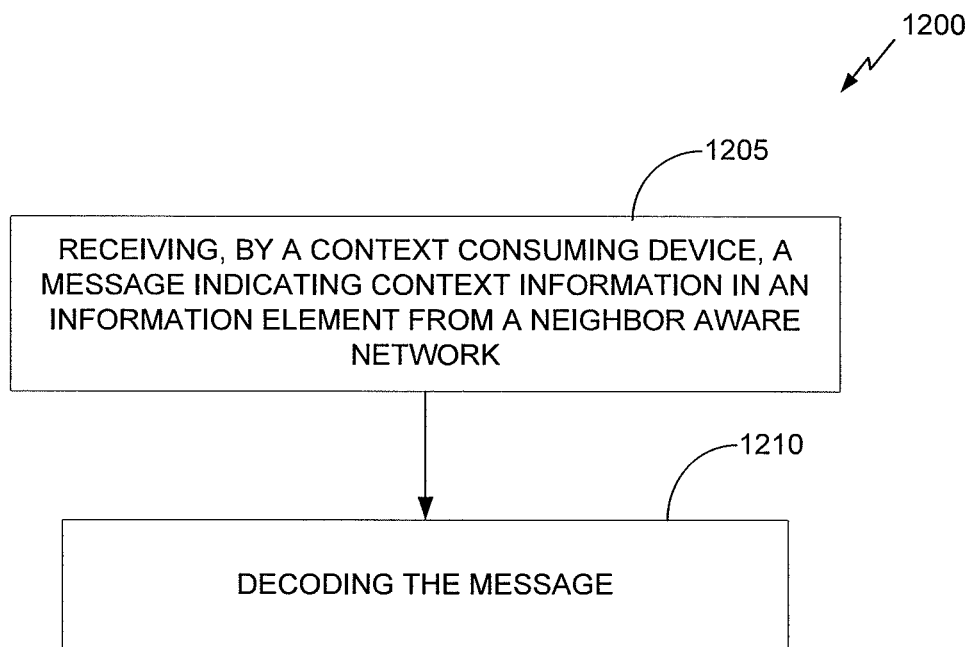 1200
1205
RECEIVING, BY A CONTEXT CONSUMING DEVICE, A
MESSAGE INDICATING CONTEXT INFORMATION IN AN
INFORMATION ELEMENT FROM A NEIGHBOR AWARE
NETWORK
1210
DECODING THE MESSAGE